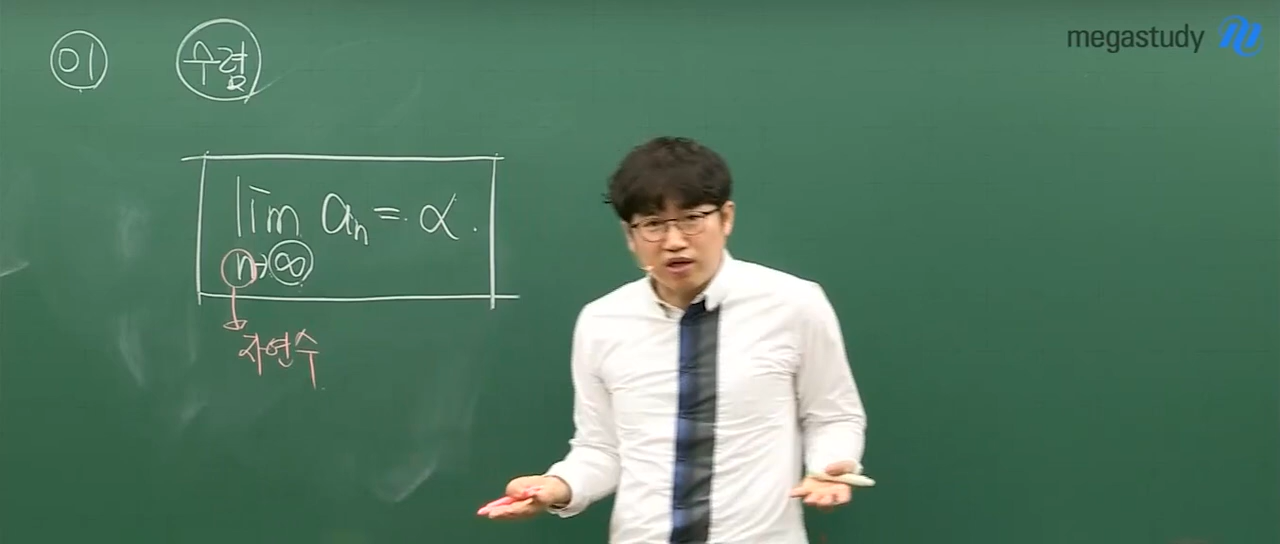 megastudy
01 수렴
lim aₙ = α.
n→∞
자연수